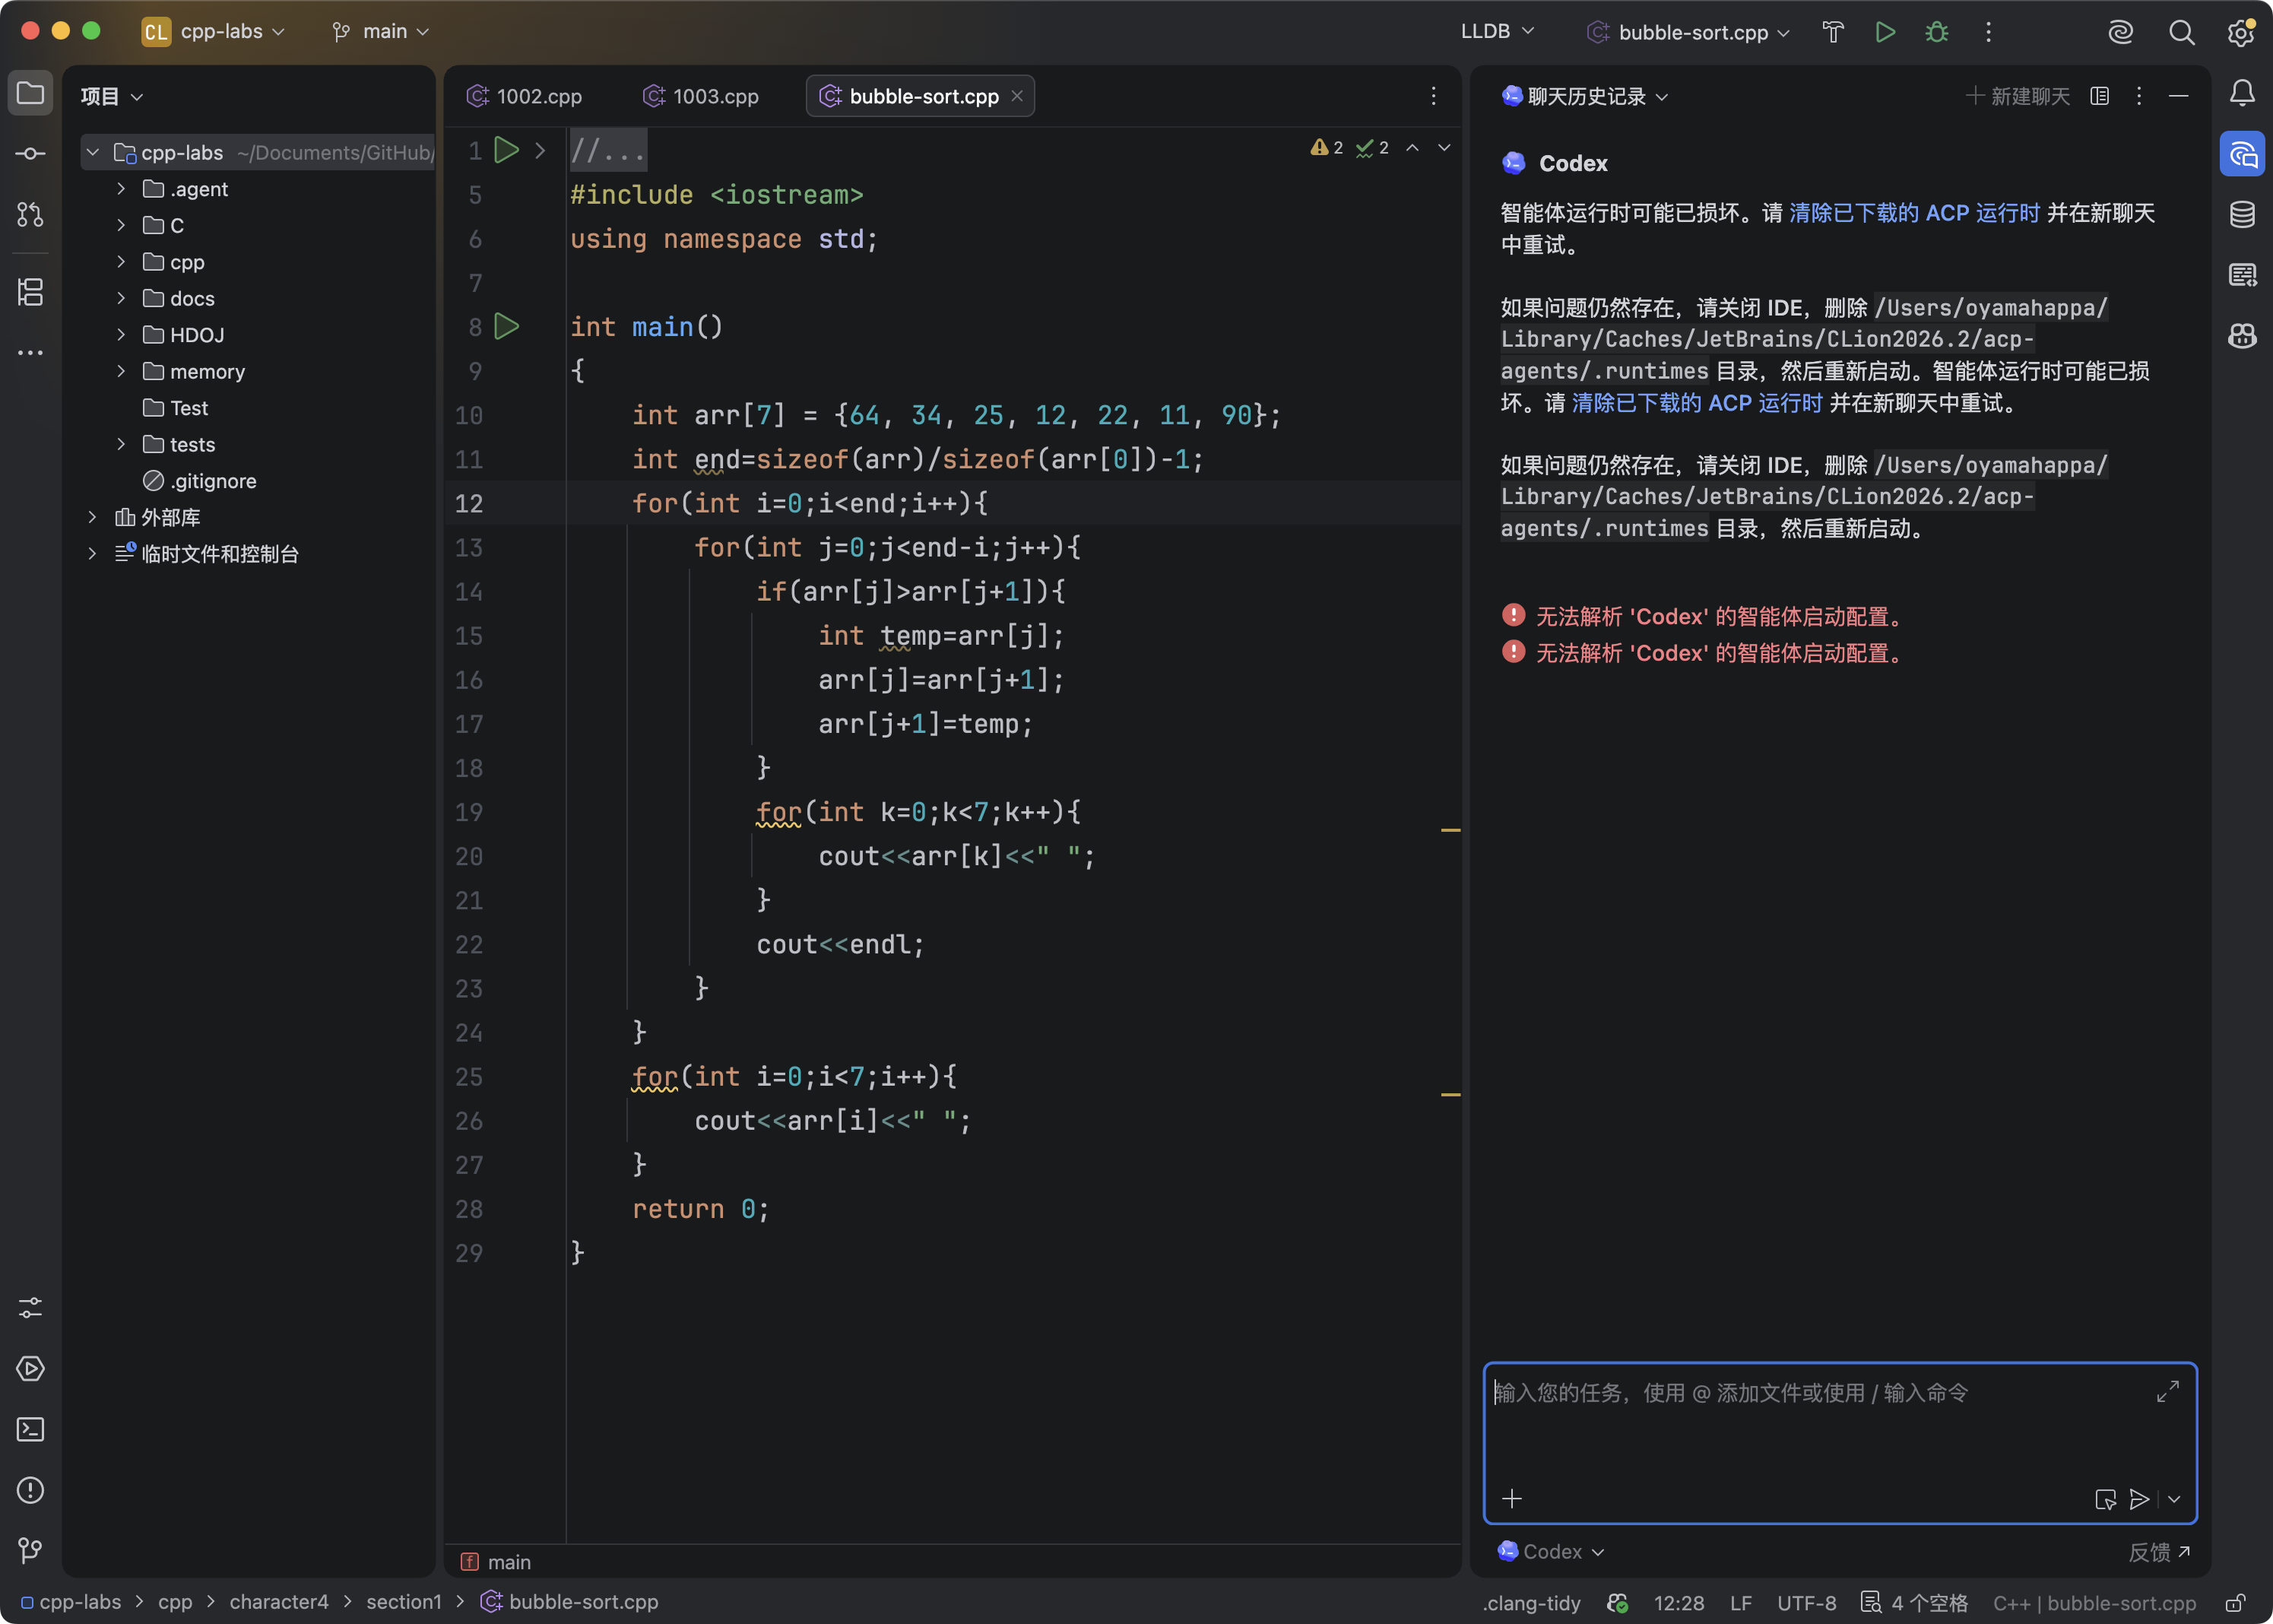 CL cpp-labs
main
LLDB
bubble-sort.cpp
项目
cpp-labs ~/Documents/GitHub/
.agent
C
cpp
docs
HDOJ
memory
Test
tests
.gitignore
外部库
临时文件和控制台
1002.cpp
1003.cpp
bubble-sort.cpp
2
2
1 //...
5 #include <iostream>
6 using namespace std;
7
8 int main()
9 {
10 int arr[7] = {64, 34, 25, 12, 22, 11, 90};
11 int end=sizeof(arr)/sizeof(arr[0])-1;
12 for(int i=0;i<end;i++){
13 for(int j=0;j<end-i;j++){
14 if(arr[j]>arr[j+1]){
15 int temp=arr[j];
16 arr[j]=arr[j+1];
17 arr[j+1]=temp;
18 }
19 for(int k=0;k<7;k++){
20 cout<<arr[k]<<" ";
21 }
22 cout<<endl;
23 }
24 }
25 for(int i=0;i<7;i++){
26 cout<<arr[i]<<" ";
27 }
28 return 0;
29 }
f main
聊天历史记录
新建聊天
Codex
智能体运行时可能已损坏。请 清除已下载的 ACP 运行时 并在新聊天
中重试。
如果问题仍然存在，请关闭 IDE，删除 /Users/oyamahappa/
Library/Caches/JetBrains/CLion2026.2/acp-
agents/.runtimes 目录，然后重新启动。智能体运行时可能已损
坏。请 清除已下载的 ACP 运行时 并在新聊天中重试。
如果问题仍然存在，请关闭 IDE，删除 /Users/oyamahappa/
Library/Caches/JetBrains/CLion2026.2/acp-
agents/.runtimes 目录，然后重新启动。
无法解析 'Codex' 的智能体启动配置。
无法解析 'Codex' 的智能体启动配置。
输入您的任务，使用 @ 添加文件或使用 / 输入命令
Codex
反馈
cpp-labs > cpp > character4 > section1 > bubble-sort.cpp
.clang-tidy
12:28
LF
UTF-8
4 个空格
C++ | bubble-sort.cpp